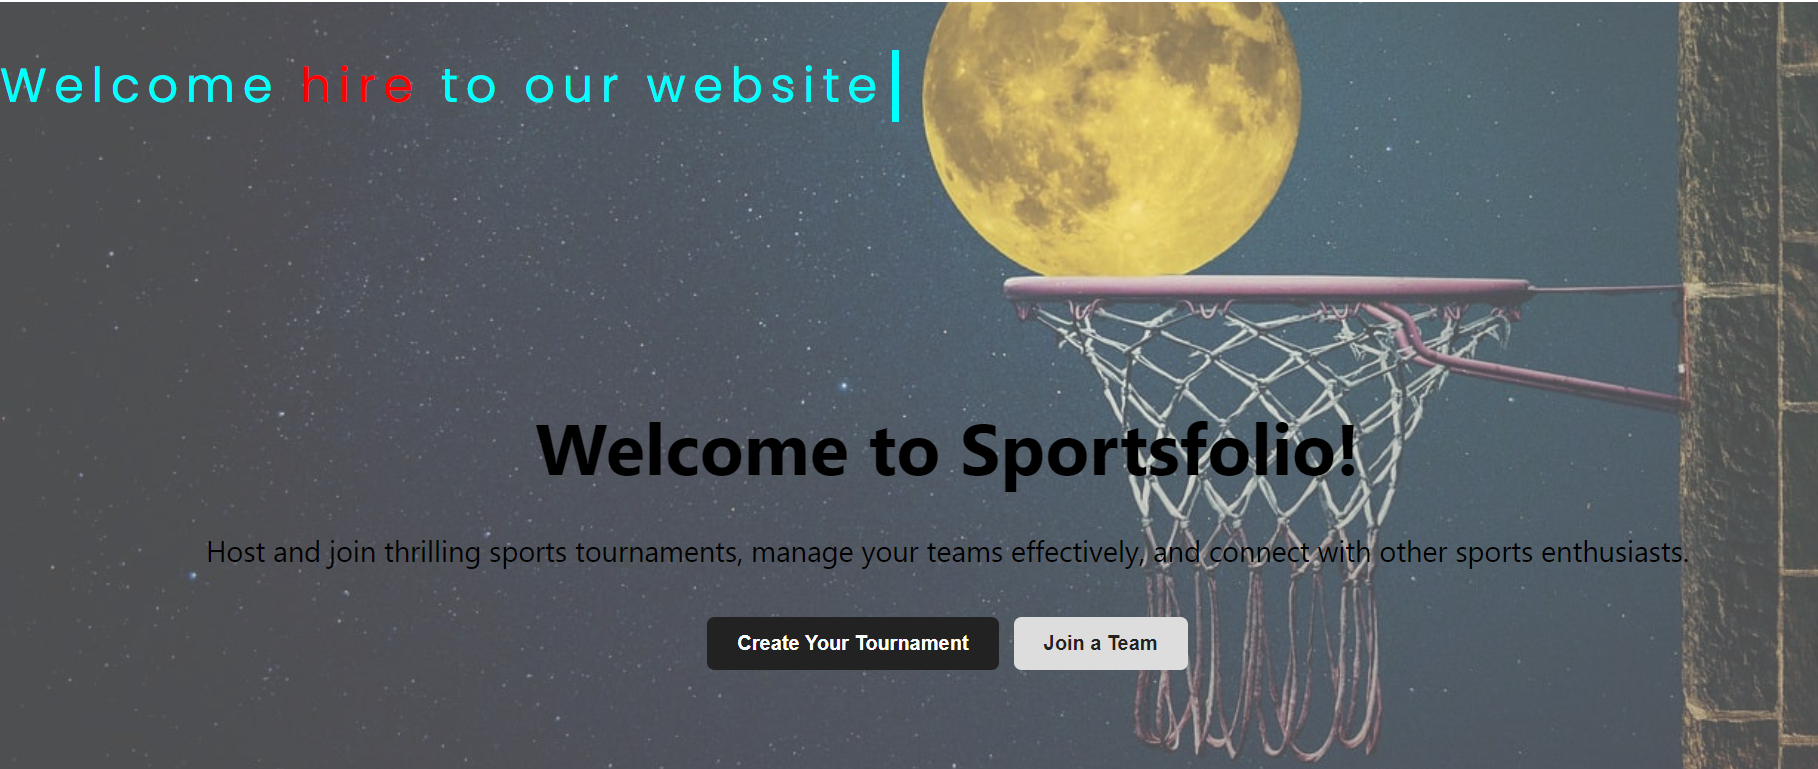 Welcome hire to our website
Welcome to Sportsfolio!
Host and join thrilling sports tournaments, manage your teams effectively, and connect with other sports enthusiasts.
Create Your Tournament
Join a Team